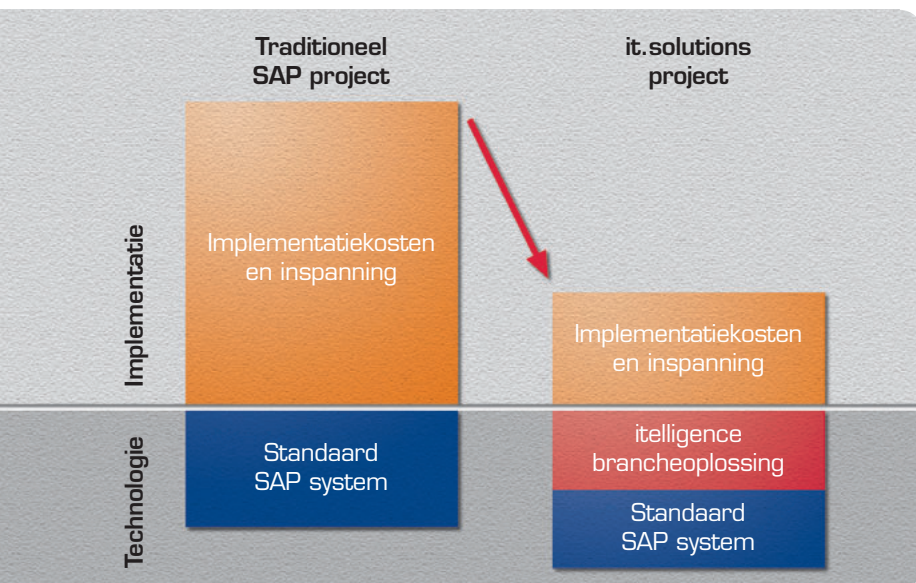 Traditioneel
SAP project
it.solutions
project
Implementatie
Implementatiekosten
en inspanning
Implementatiekosten
en inspanning
Technologie
Standaard
SAP system
itelligence
brancheoplossing
Standaard
SAP system